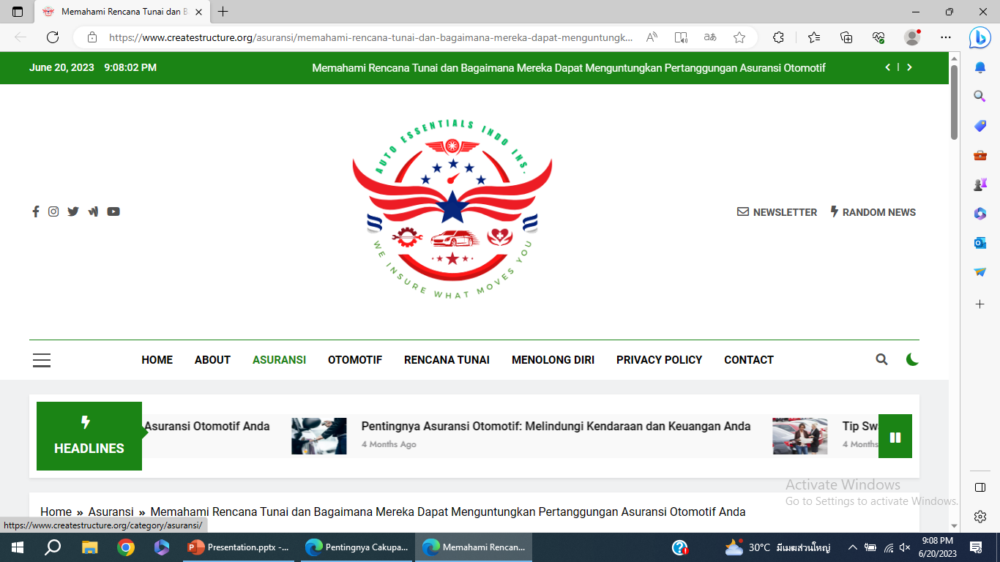 Memahami Rencana Tunai dan B
https://www.createstructure.org/asuransi/memahami-rencana-tunai-dan-bagaimana-mereka-dapat-menguntungk...
June 20, 2023 9:08:02 PM
Memahami Rencana Tunai dan Bagaimana Mereka Dapat Menguntungkan Pertanggungan Asuransi Otomotif
AUTO ESSENTIALS INDO INS.
WE INSURE WHAT MOVES YOU
NEWSLETTER RANDOM NEWS
HOME ABOUT ASURANSI OTOMOTIF RENCANA TUNAI MENOLONG DIRI PRIVACY POLICY CONTACT
HEADLINES
Asuransi Otomotif Anda
Pentingnya Asuransi Otomotif: Melindungi Kendaraan dan Keuangan Anda
4 Months Ago
Tip Swa
4 Months
Activate Windows
Go to Settings to activate Windows.
Home » Asuransi » Memahami Rencana Tunai dan Bagaimana Mereka Dapat Menguntungkan Pertanggungan Asuransi Otomotif Anda
https://www.createstructure.org/category/asuransi/
Presentation.pptx -...
Pentingnya Cakupa...
Memahami Rencan...
30°C มีเมฆส่วนใหญ่
9:08 PM
6/20/2023